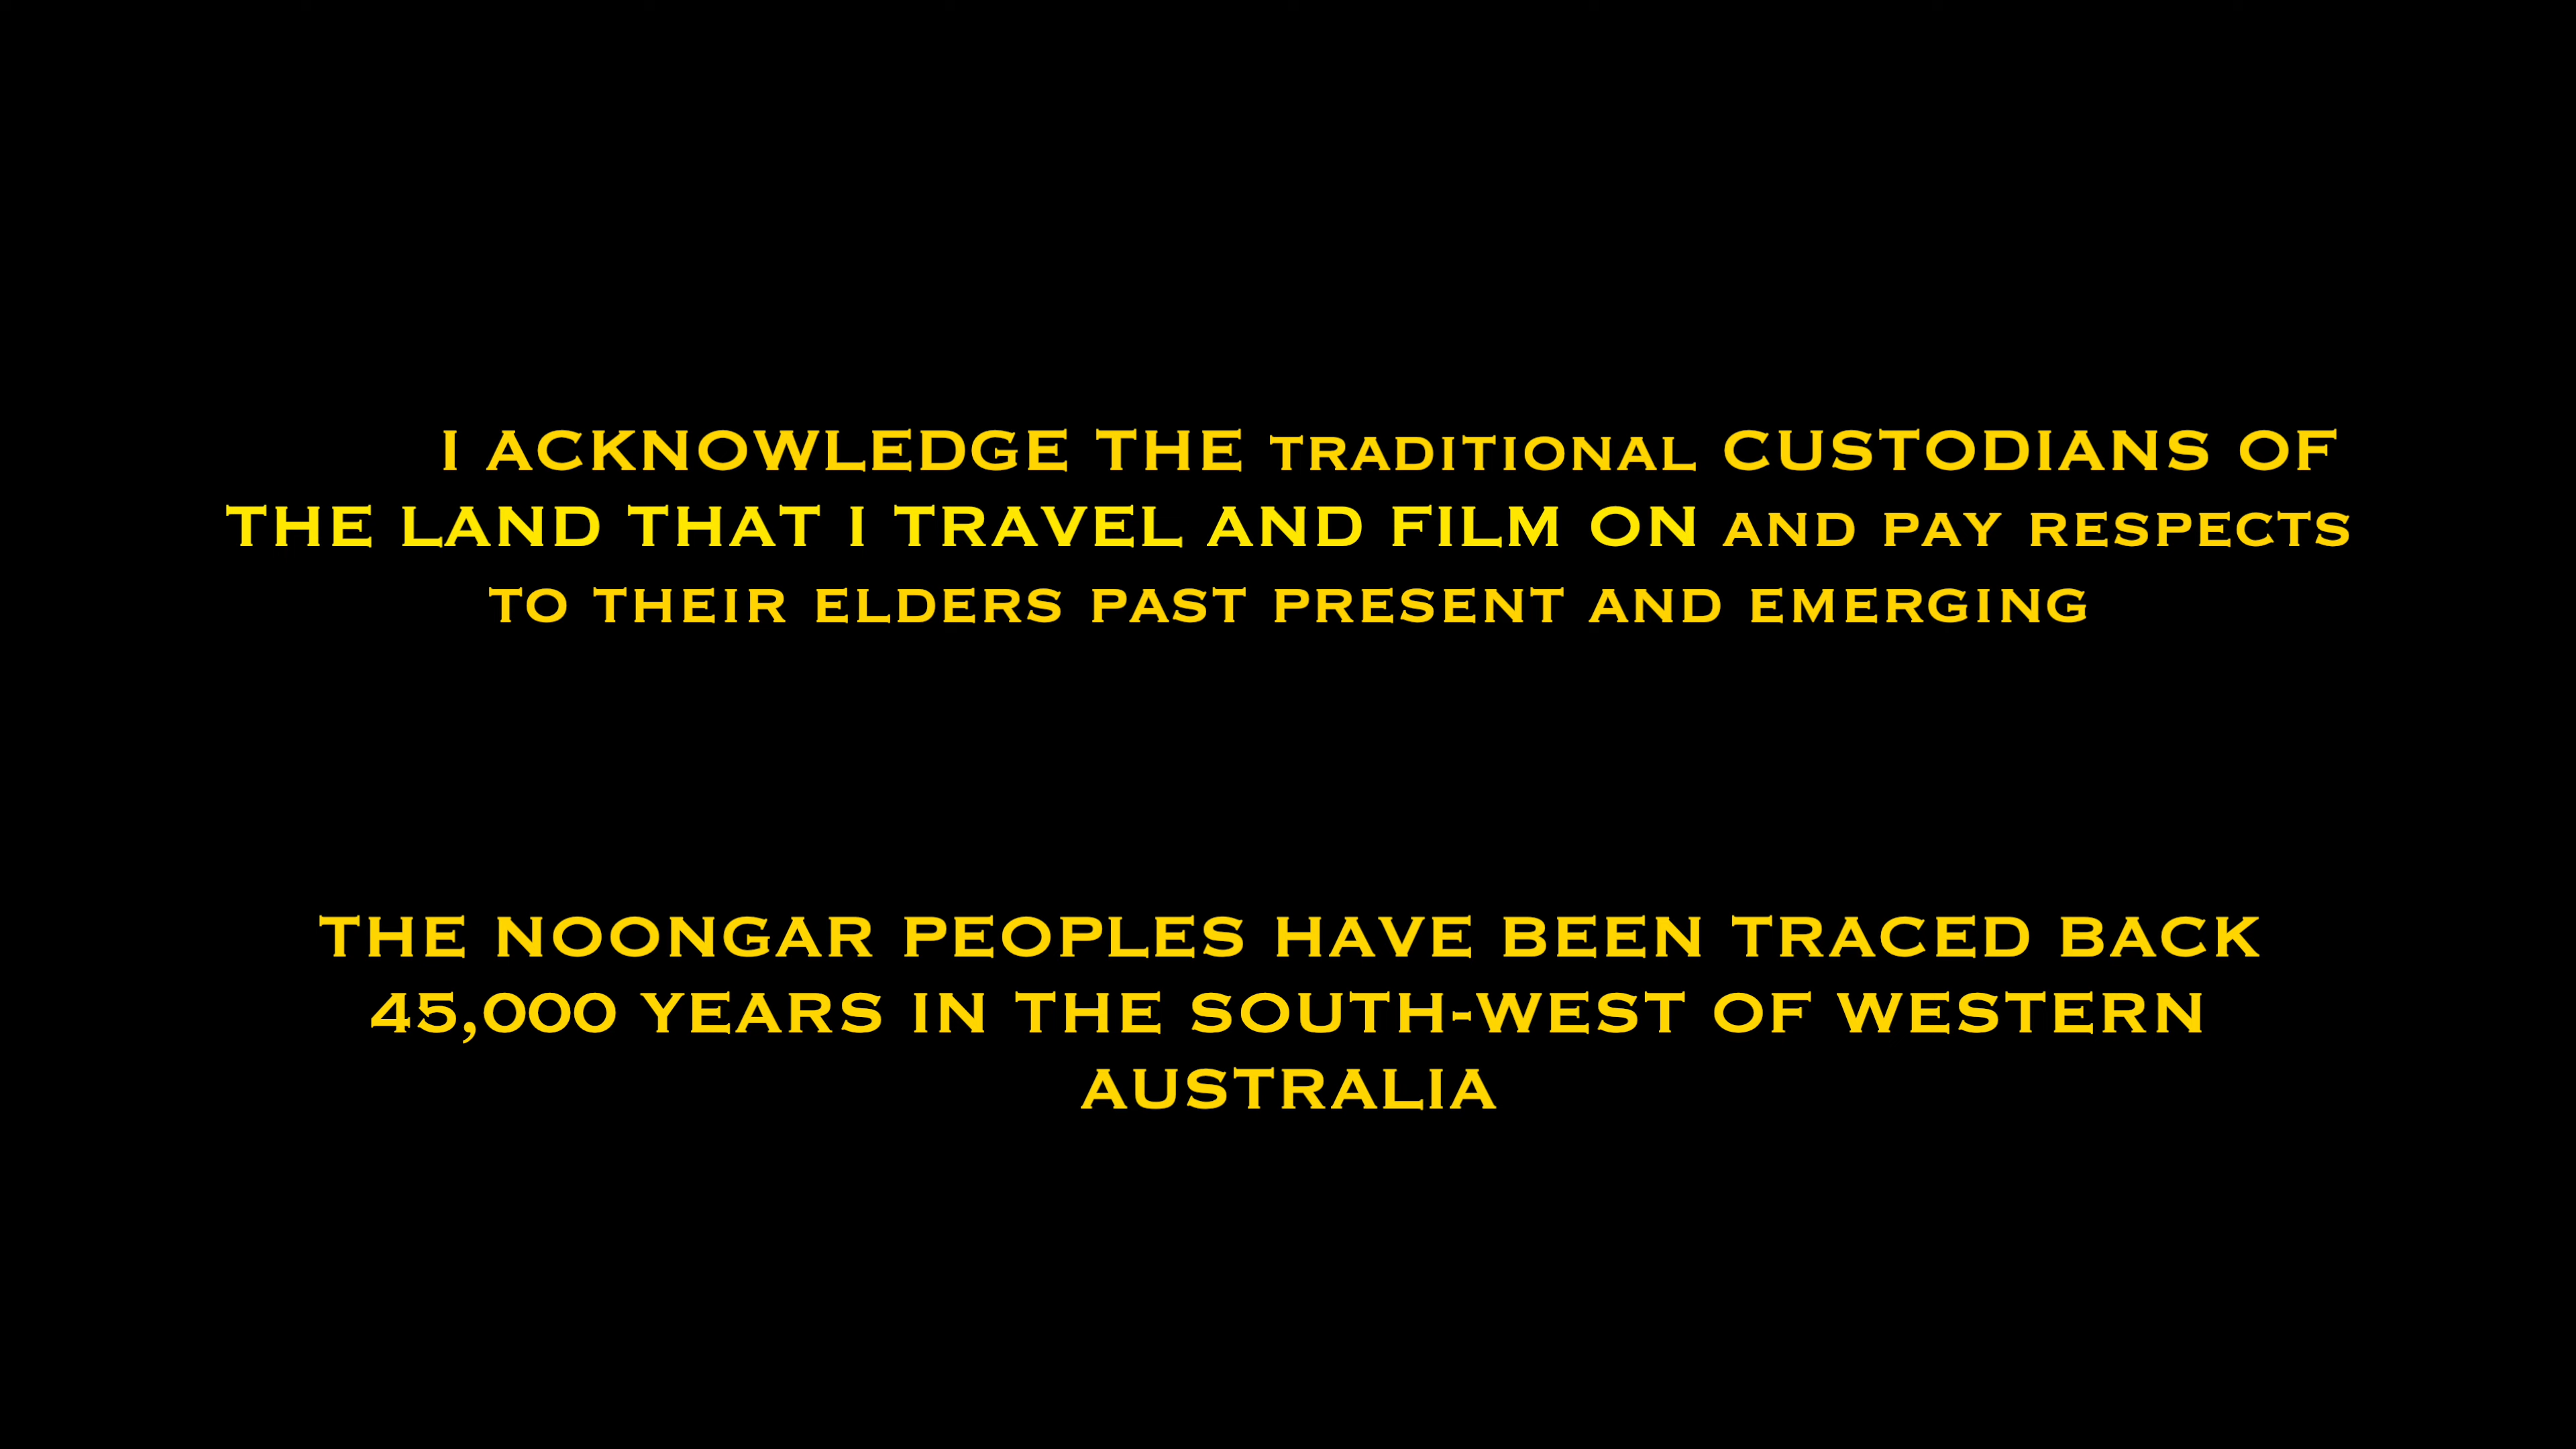 I ACKNOWLEDGE THE TRADITIONAL CUSTODIANS OF
THE LAND THAT I TRAVEL AND FILM ON AND PAY RESPECTS
TO THEIR ELDERS PAST PRESENT AND EMERGING
THE NOONGAR PEOPLES HAVE BEEN TRACED BACK
45,000 YEARS IN THE SOUTH-WEST OF WESTERN
AUSTRALIA